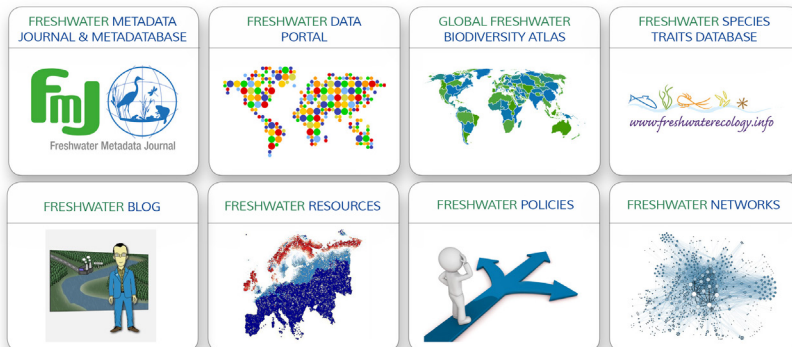 FRESHWATER METADATA
JOURNAL & METADATABASE
FRESHWATER DATA
PORTAL
GLOBAL FRESHWATER
BIODIVERSITY ATLAS
FRESHWATER SPECIES
TRAITS DATABASE
FmJ
Freshwater Metadata Journal
www.freshwaterecology.info
FRESHWATER BLOG
FRESHWATER RESOURCES
FRESHWATER POLICIES
FRESHWATER NETWORKS